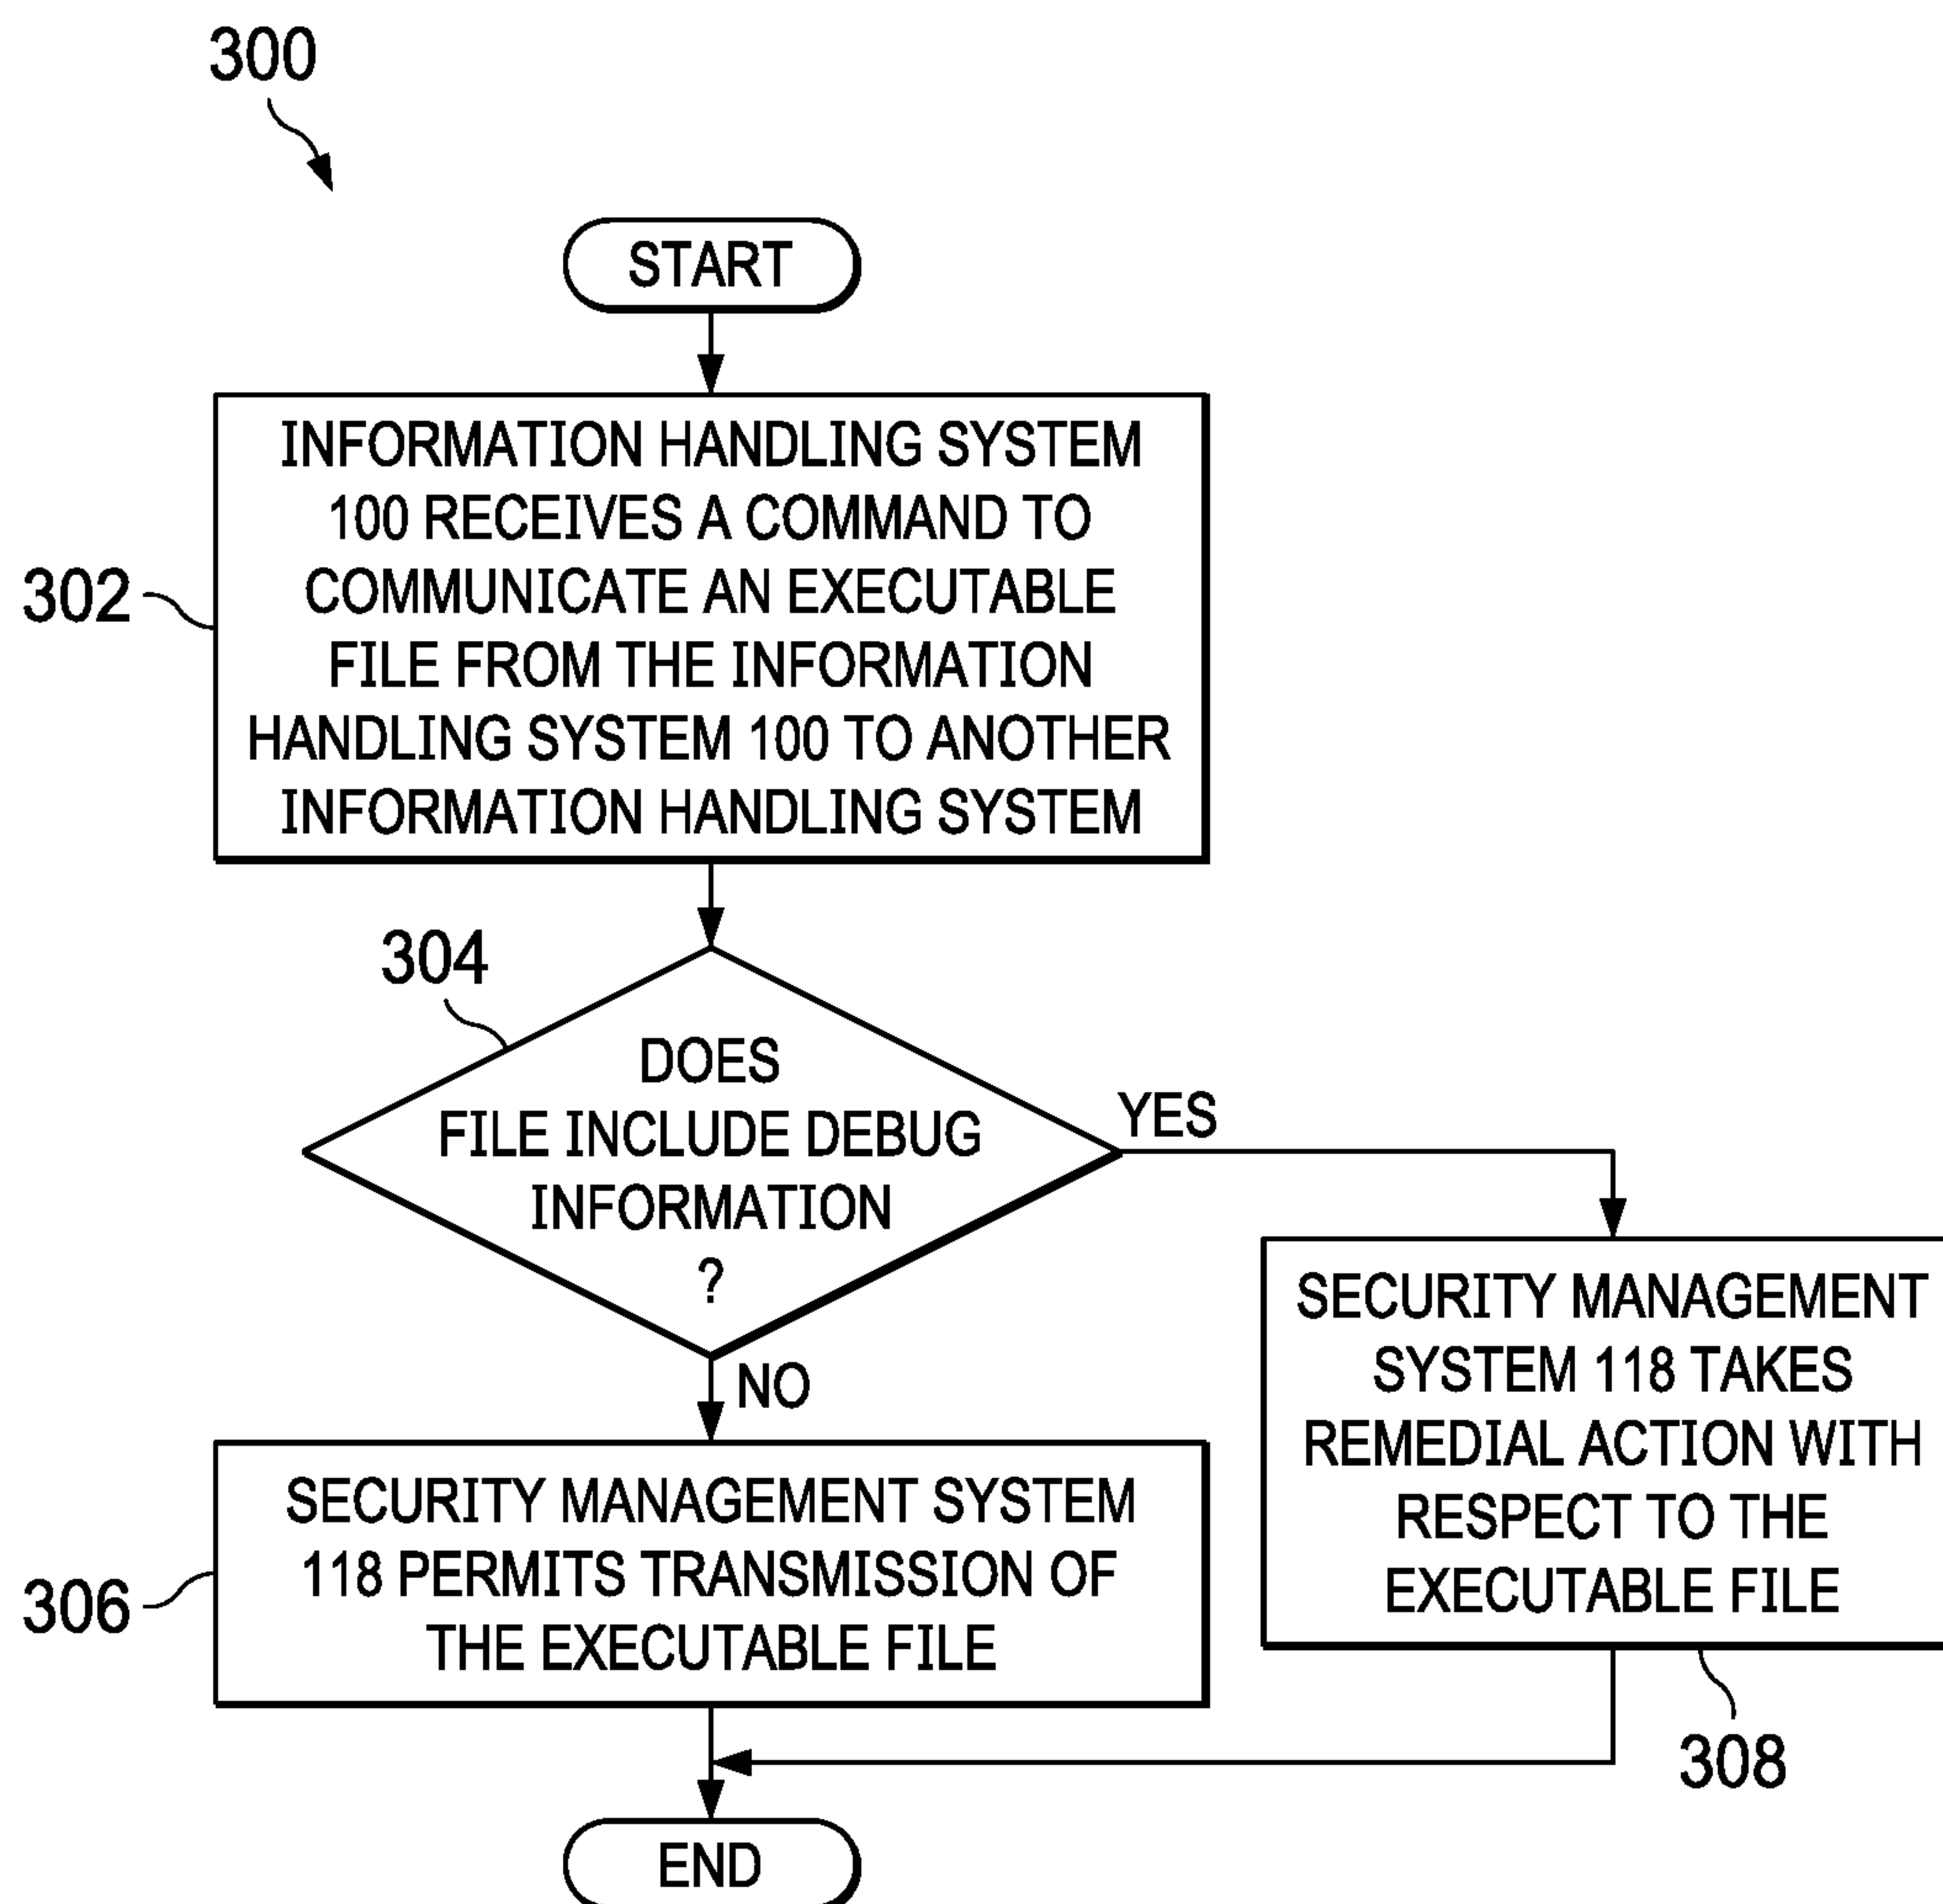 300
START
INFORMATION HANDLING SYSTEM
100 RECEIVES A COMMAND TO
COMMUNICATE AN EXECUTABLE
FILE FROM THE INFORMATION
HANDLING SYSTEM 100 TO ANOTHER
INFORMATION HANDLING SYSTEM
302
304
DOES
FILE INCLUDE DEBUG
INFORMATION
?
YES
NO
SECURITY MANAGEMENT SYSTEM
118 PERMITS TRANSMISSION OF
THE EXECUTABLE FILE
306
SECURITY MANAGEMENT
SYSTEM 118 TAKES
REMEDIAL ACTION WITH
RESPECT TO THE
EXECUTABLE FILE
308
END